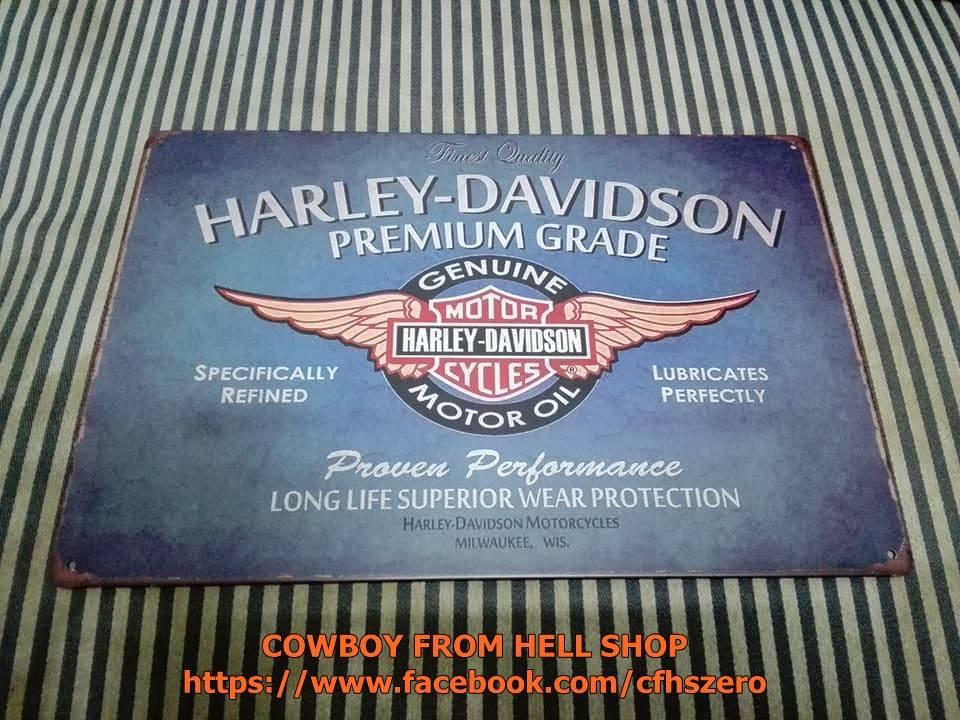 Finest Quality
HARLEY-DAVIDSON
PREMIUM GRADE
GENUINE
MOTOR
HARLEY-DAVIDSON
CYCLES ®
MOTOR OIL
SPECIFICALLY
REFINED
LUBRICATES
PERFECTLY
Proven Performance
LONG LIFE SUPERIOR WEAR PROTECTION
HARLEY-DAVIDSON MOTORCYCLES
MILWAUKEE, WIS.
COWBOY FROM HELL SHOP
https://www.facebook.com/cfhszero